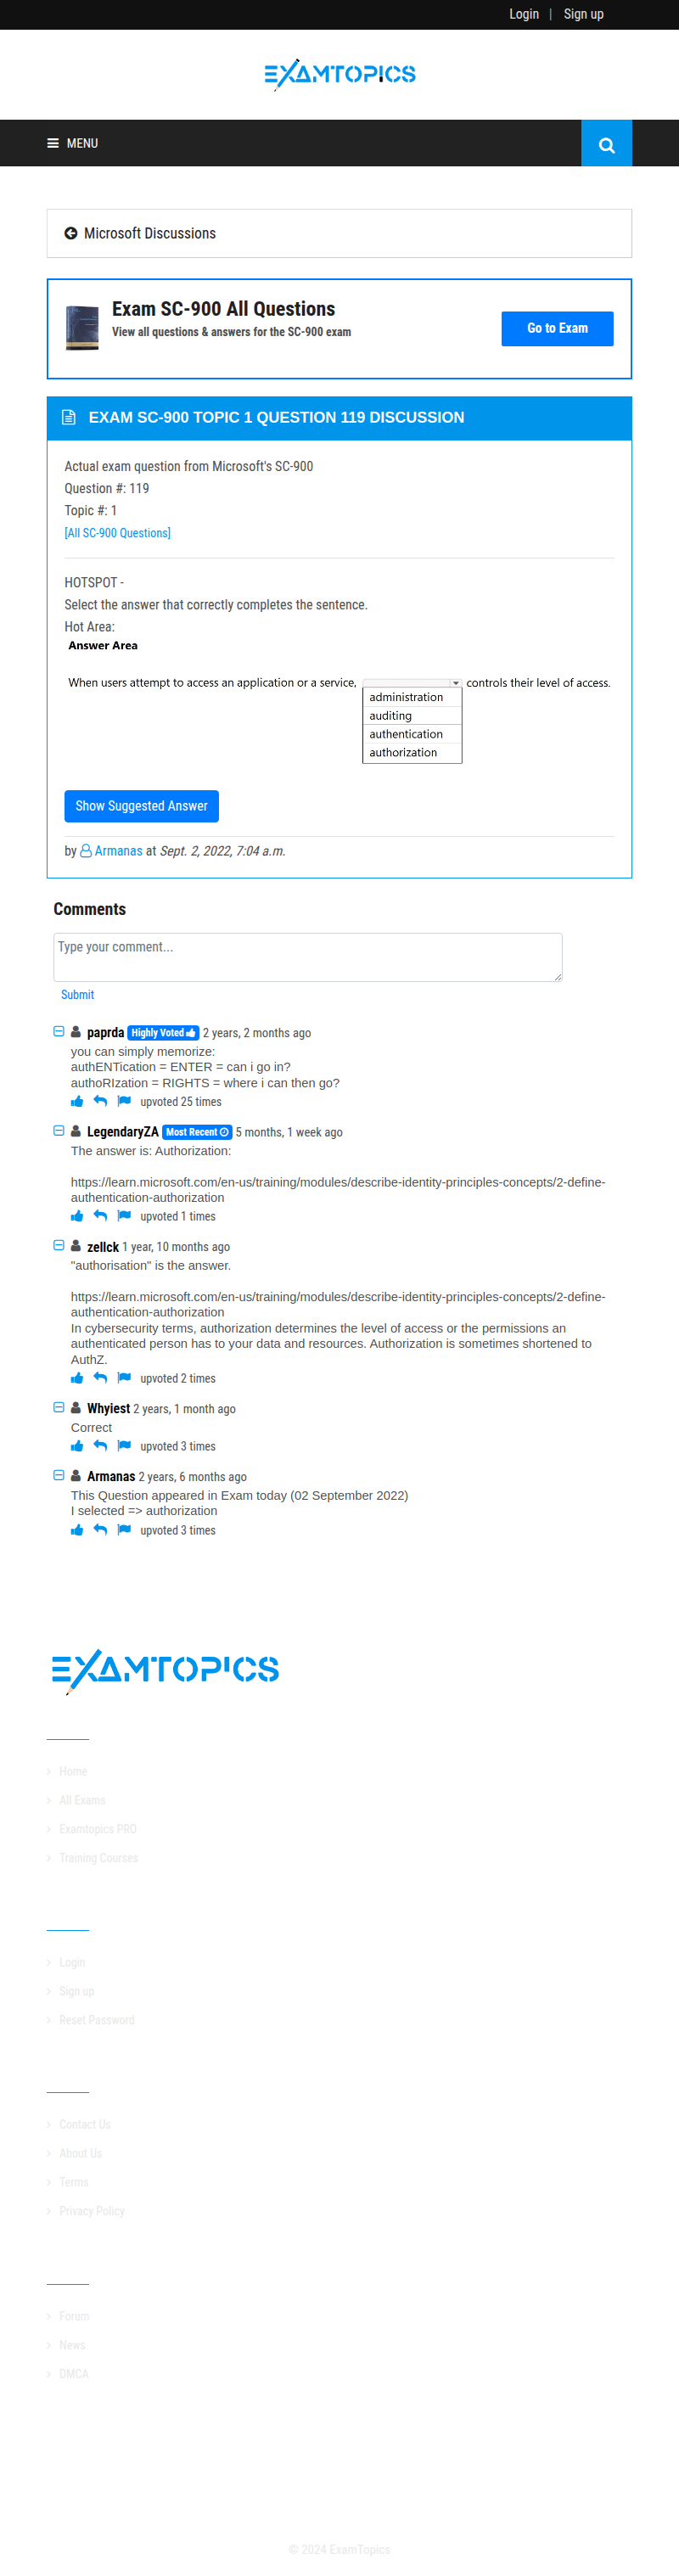 Login | Sign up
EXAMTOPICS
MENU
Microsoft Discussions
Exam SC-900 All Questions
View all questions & answers for the SC-900 exam
Go to Exam
EXAM SC-900 TOPIC 1 QUESTION 119 DISCUSSION
Actual exam question from Microsoft's SC-900
Question #: 119
Topic #: 1
[All SC-900 Questions]
HOTSPOT -
Select the answer that correctly completes the sentence.
Hot Area:
Answer Area
When users attempt to access an application or a service, controls their level of access.
administration
auditing
authentication
authorization
Show Suggested Answer
by Armanas at Sept. 2, 2022, 7:04 a.m.
Comments
Type your comment...
Submit
paprda Highly Voted 2 years, 2 months ago
you can simply memorize:
authENTication = ENTER = can i go in?
authoRIzation = RIGHTS = where i can then go?
upvoted 25 times
LegendaryZA Most Recent 5 months, 1 week ago
The answer is: Authorization:
https://learn.microsoft.com/en-us/training/modules/describe-identity-principles-concepts/2-define-
authentication-authorization
upvoted 1 times
zellck 1 year, 10 months ago
"authorisation" is the answer.
https://learn.microsoft.com/en-us/training/modules/describe-identity-principles-concepts/2-define-
authentication-authorization
In cybersecurity terms, authorization determines the level of access or the permissions an
authenticated person has to your data and resources. Authorization is sometimes shortened to
AuthZ.
upvoted 2 times
Whyiest 2 years, 1 month ago
Correct
upvoted 3 times
Armanas 2 years, 6 months ago
This Question appeared in Exam today (02 September 2022)
I selected => authorization
upvoted 3 times
EXAMTOPICS
Home
All Exams
Examtopics PRO
Training Courses
Login
Sign up
Reset Password
Contact Us
About Us
Terms
Privacy Policy
Forum
News
DMCA
© 2024 ExamTopics